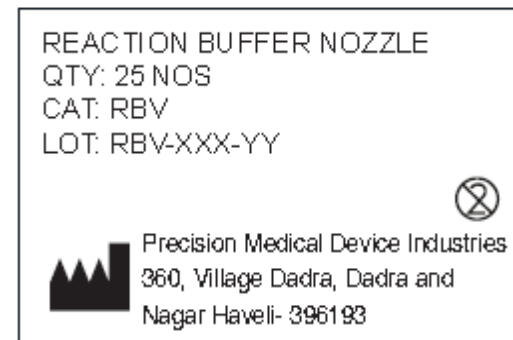 REACTION BUFFER NOZZLE
QTY: 25 NOS
CAT: RBV
LOT: RBV-XXX-YY
2
Precision Medical Device Industries
360, Village Dadra, Dadra and
Nagar Haveli- 396193